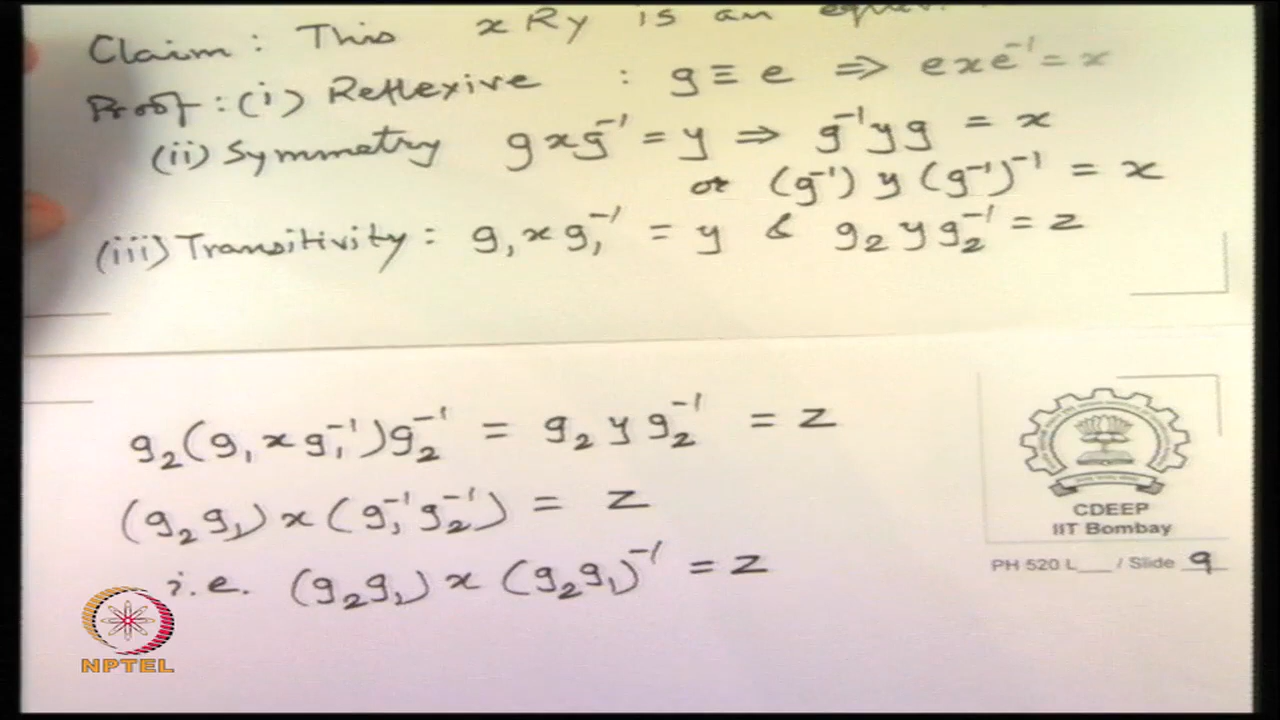 Claim: This xRy is an
Proof: (i) Reflexive : g ≡ e ⇒ e x e⁻¹ = x
(ii) Symmetry g x g⁻¹ = y ⇒ g⁻¹ y g = x
or (g⁻¹) y (g⁻¹)⁻¹ = x
(iii) Transitivity: g₁ x g₁⁻¹ = y & g₂ y g₂⁻¹ = z
g₂(g₁ x g₁⁻¹)g₂⁻¹ = g₂ y g₂⁻¹ = z
(g₂g₁) x (g₁⁻¹g₂⁻¹) = z
i.e. (g₂g₁) x (g₂g₁)⁻¹ = z
CDEEP
IIT Bombay
PH 520 L___ / Slide 9
NPTEL